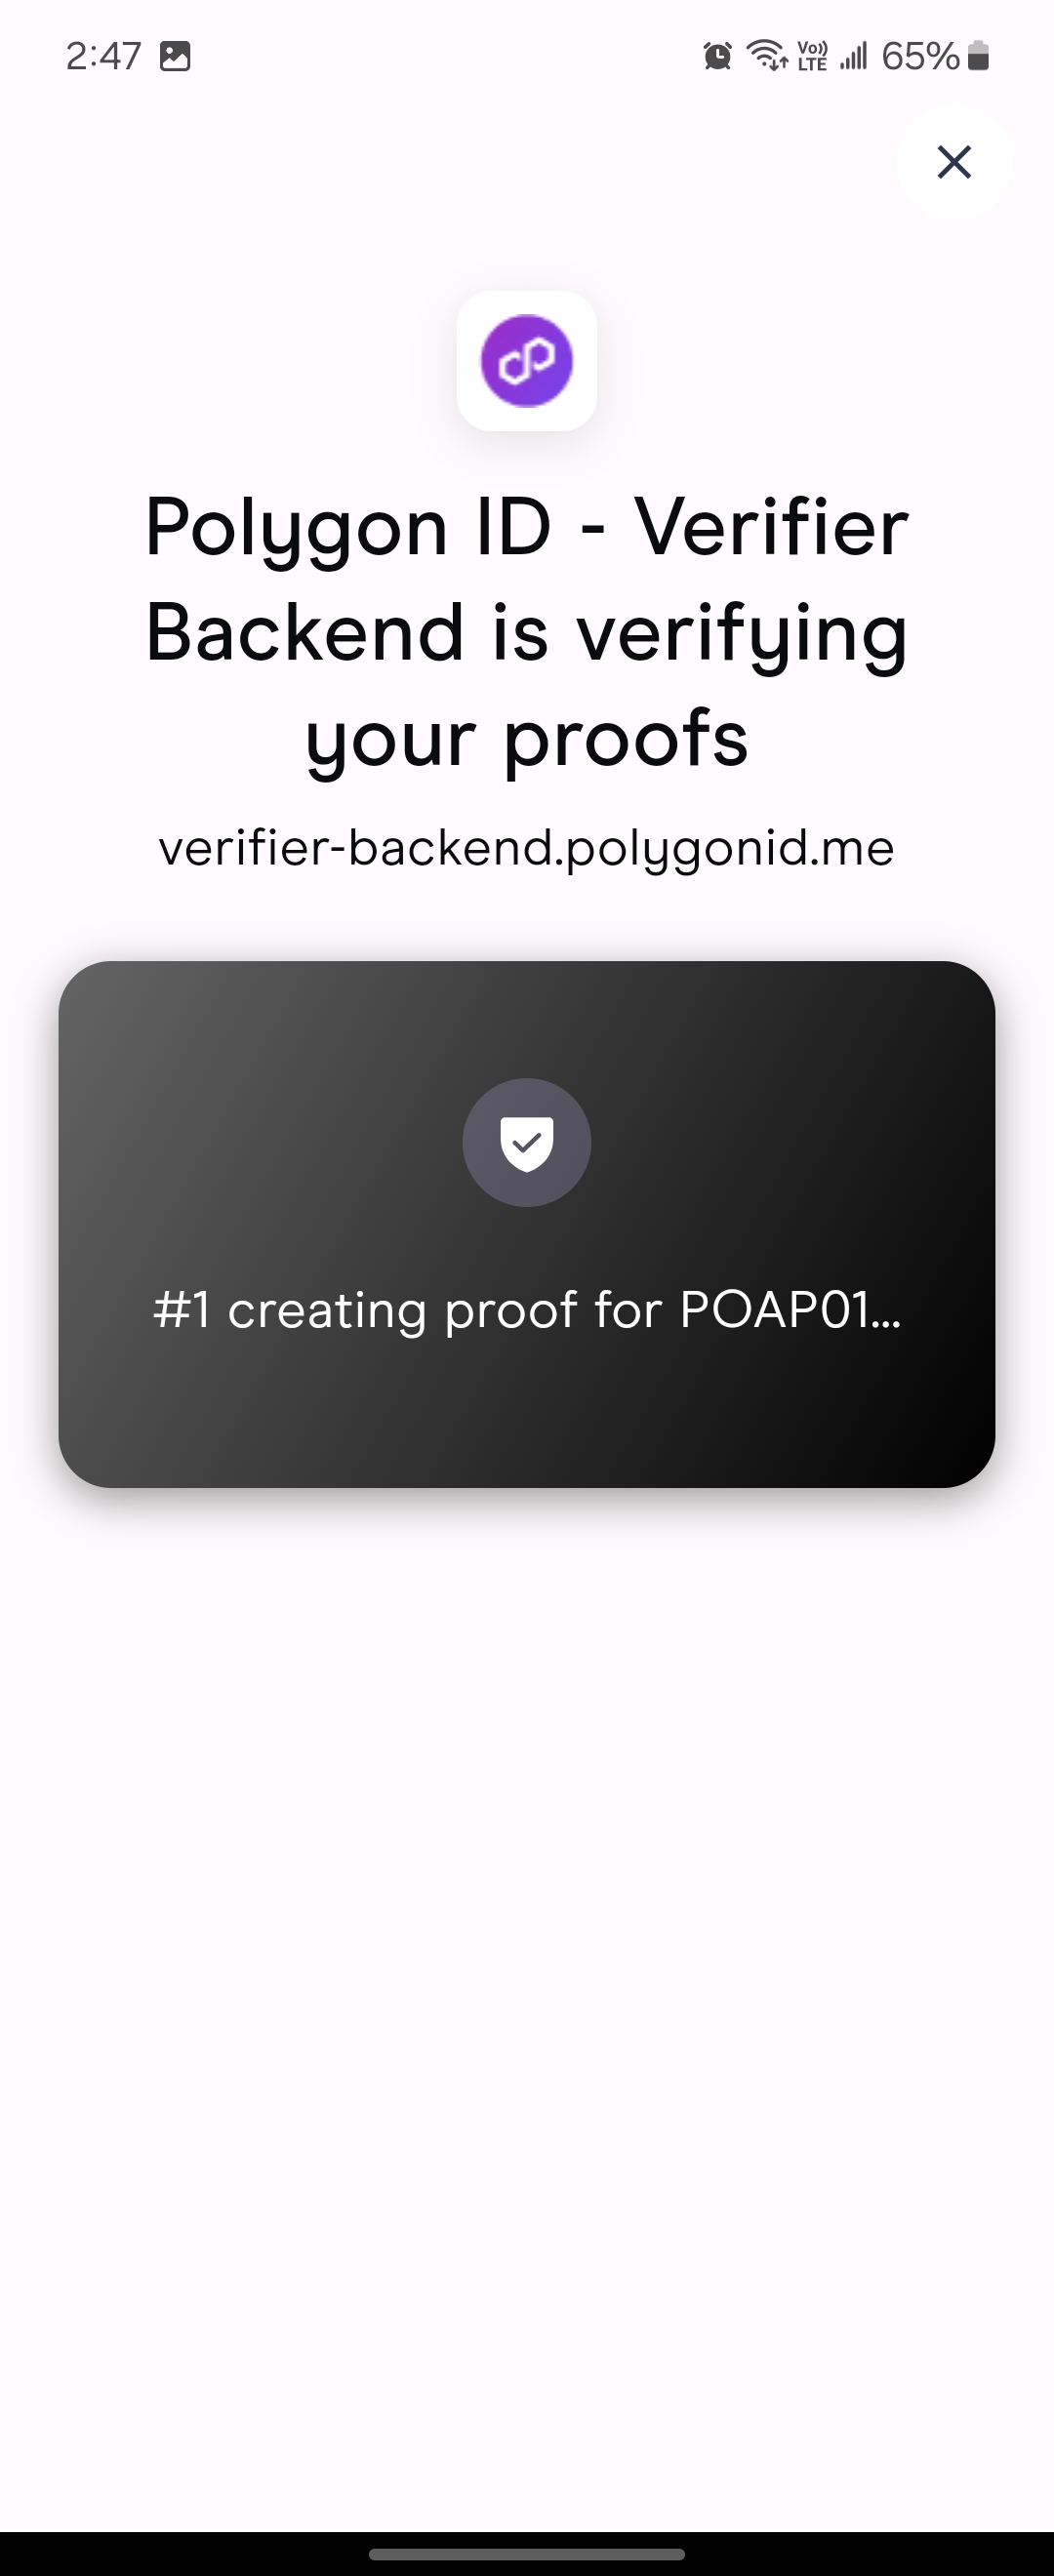 2:47 Vo)) LTE 65%
Polygon ID - Verifier
Backend is verifying
your proofs
verifier-backend.polygonid.me
#1 creating proof for POAP01...